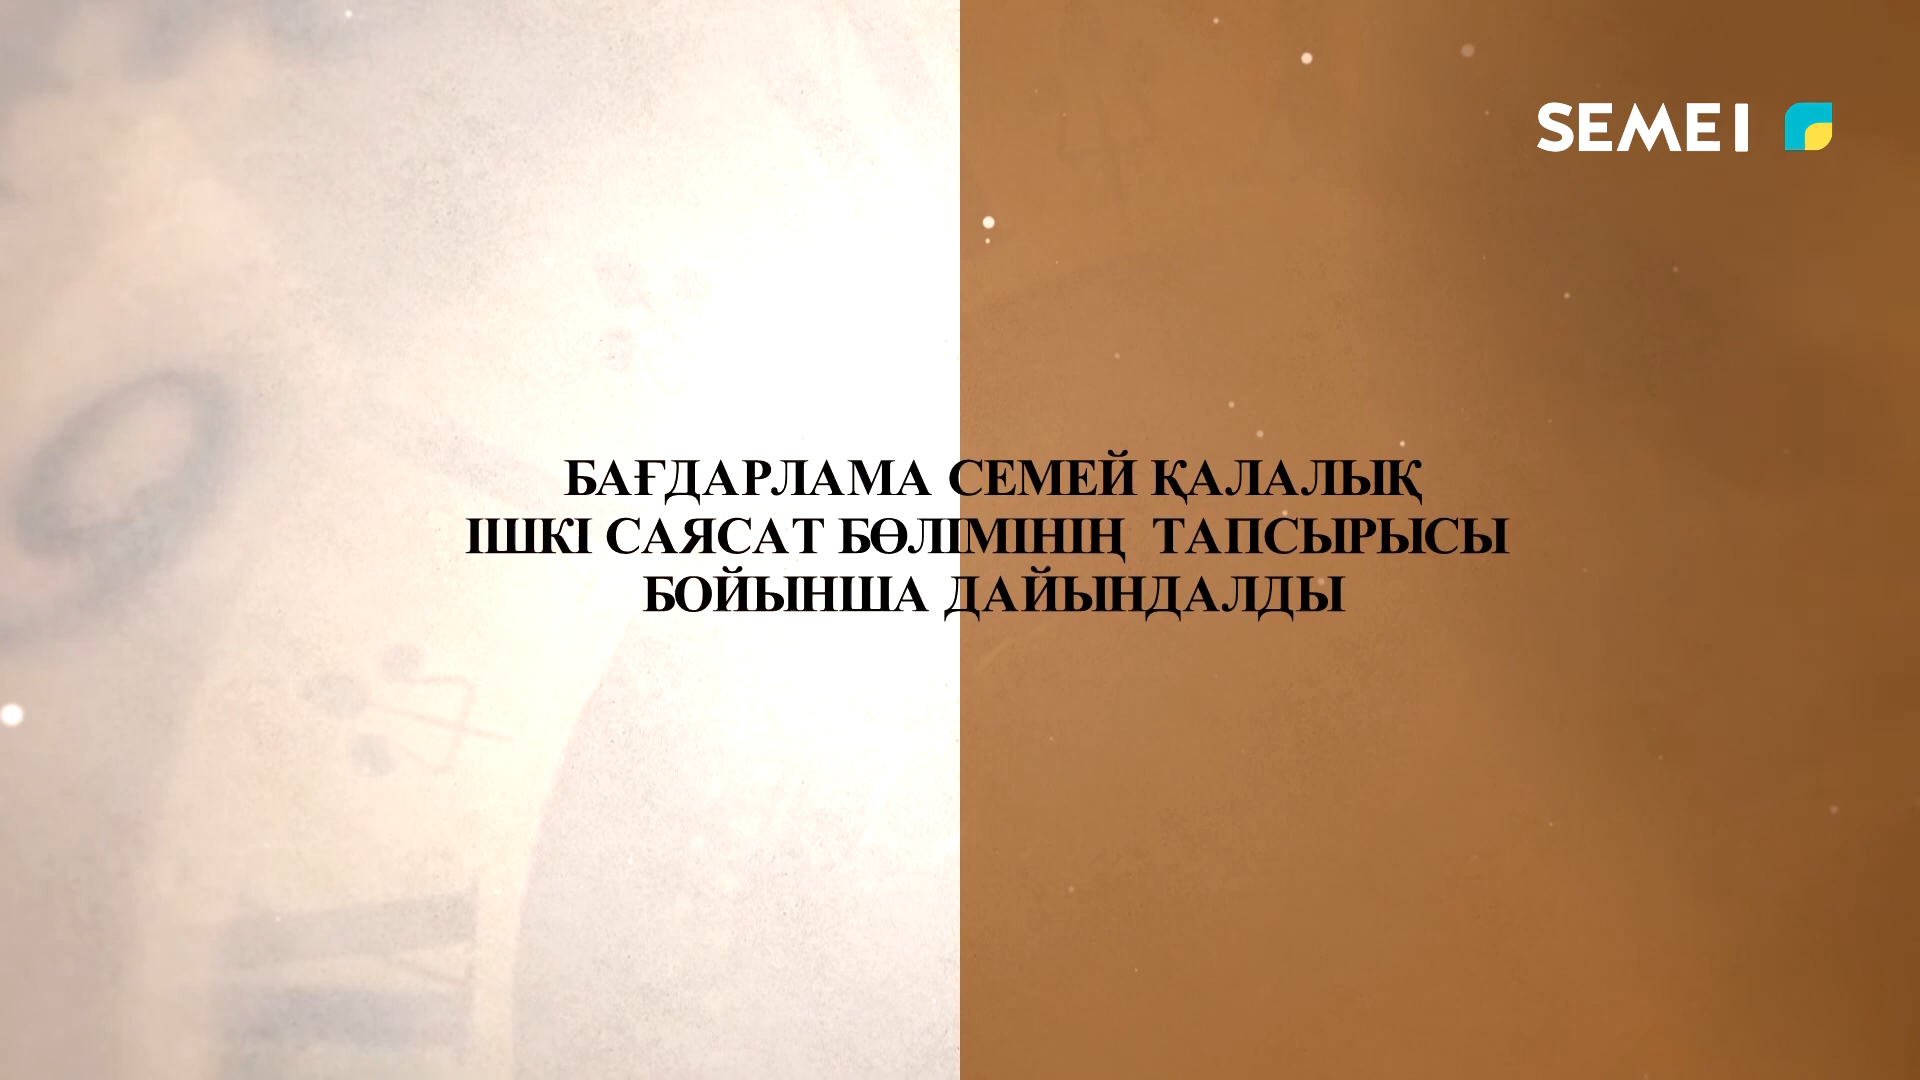 SEMEI
БАҒДАРЛАМА СЕМЕЙ ҚАЛАЛЫҚ
ІШКІ САЯСАТ БӨЛІМІНІҢ ТАПСЫРЫСЫ
БОЙЫНША ДАЙЫНДАЛДЫ